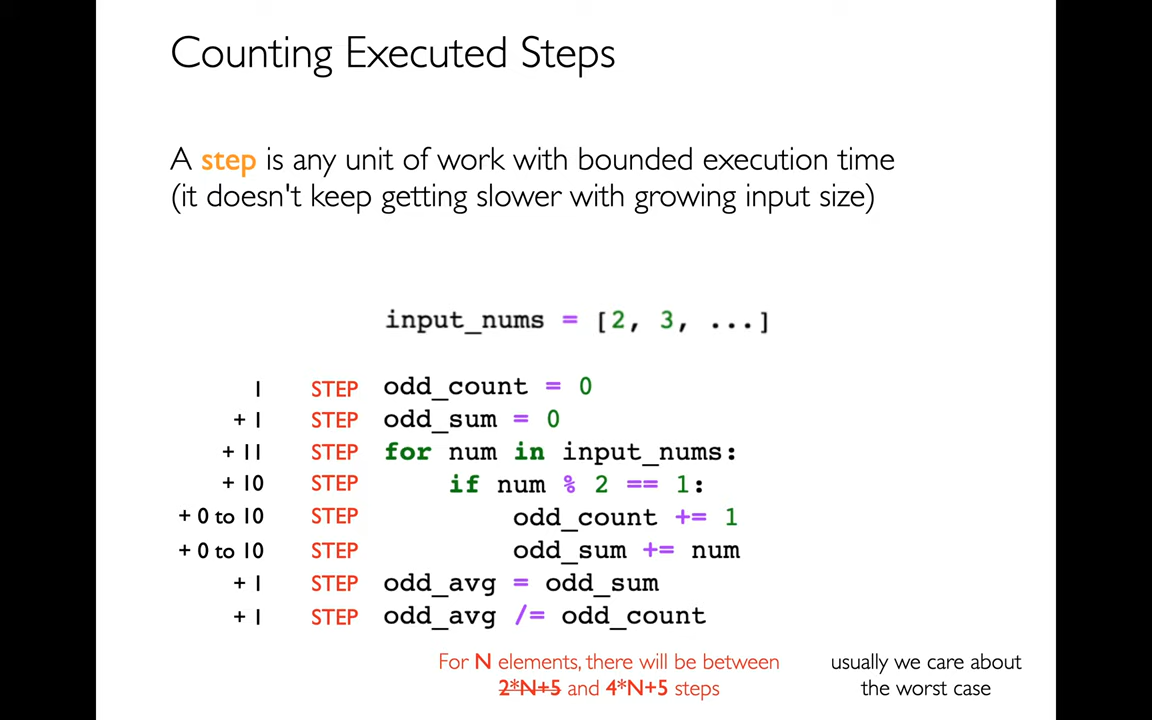 Counting Executed Steps
A step is any unit of work with bounded execution time
(it doesn't keep getting slower with growing input size)
input_nums = [2, 3, ...]
1 STEP odd_count = 0
+ 1 STEP odd_sum = 0
+ 11 STEP for num in input_nums:
+ 10 STEP if num % 2 == 1:
+ 0 to 10 STEP odd_count += 1
+ 0 to 10 STEP odd_sum += num
+ 1 STEP odd_avg = odd_sum
+ 1 STEP odd_avg /= odd_count
For N elements, there will be between
2*N+5 and 4*N+5 steps
usually we care about
the worst case